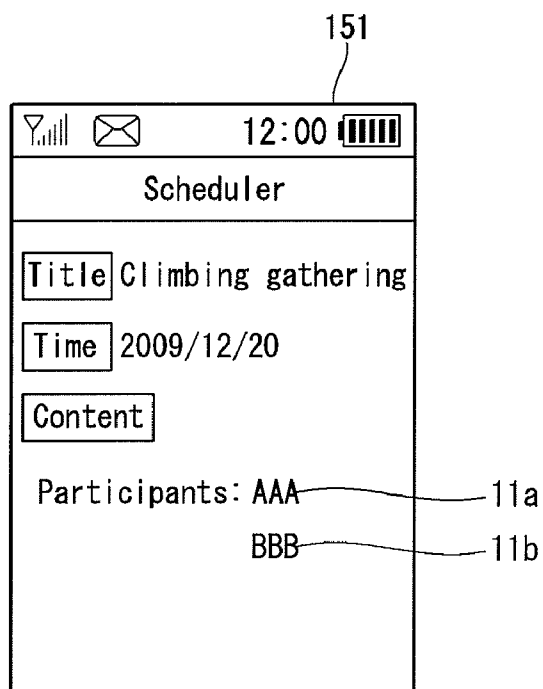 151
12:00
Scheduler
Title Climbing gathering
Time 2009/12/20
Content
Participants: AAA 11a
BBB 11b